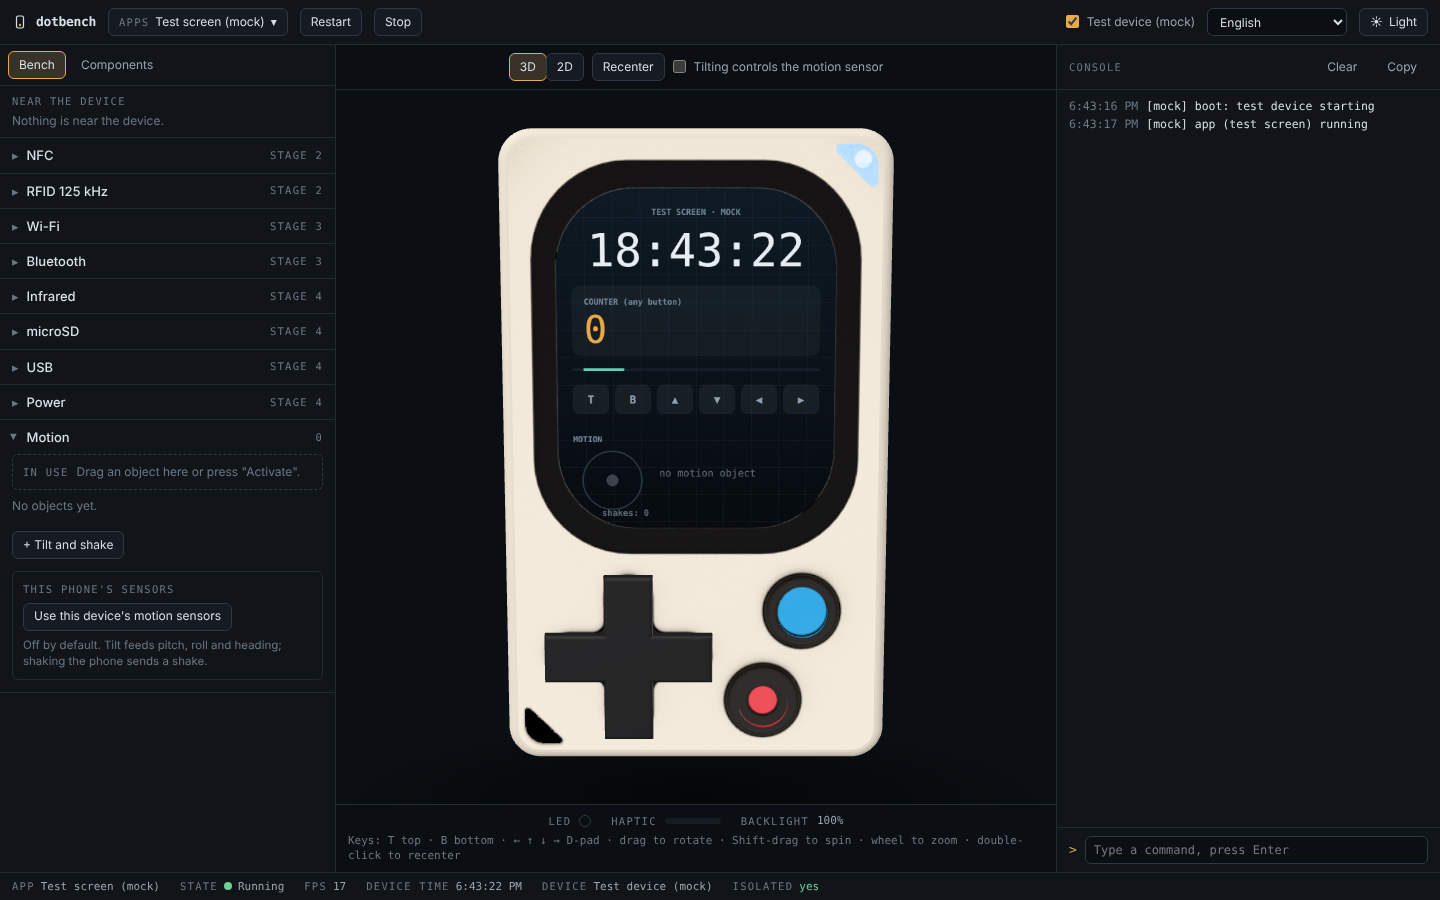 dotbench
APPS Test screen (mock) ▾
Restart
Stop
Test device (mock)
English
☀ Light
Bench
Components
NEAR THE DEVICE
Nothing is near the device.
▸ NFC STAGE 2
▸ RFID 125 kHz STAGE 2
▸ Wi-Fi STAGE 3
▸ Bluetooth STAGE 3
▸ Infrared STAGE 4
▸ microSD STAGE 4
▸ USB STAGE 4
▸ Power STAGE 4
▾ Motion 0
IN USE Drag an object here or press "Activate".
No objects yet.
+ Tilt and shake
THIS PHONE'S SENSORS
Use this device's motion sensors
Off by default. Tilt feeds pitch, roll and heading;
shaking the phone sends a shake.
3D
2D
Recenter
Tilting controls the motion sensor
TEST SCREEN · MOCK
18:43:22
COUNTER (any button)
0
T B ▲ ▼ ◀ ▶
MOTION
no motion object
shakes: 0
LED
HAPTIC
BACKLIGHT 100%
Keys: T top · B bottom · ← ↑ ↓ → D-pad · drag to rotate · Shift-drag to spin · wheel to zoom · double-
click to recenter
CONSOLE
Clear
Copy
6:43:16 PM [mock] boot: test device starting
6:43:17 PM [mock] app (test screen) running
> Type a command, press Enter
APP Test screen (mock) STATE Running FPS 17 DEVICE TIME 6:43:22 PM DEVICE Test device (mock) ISOLATED yes